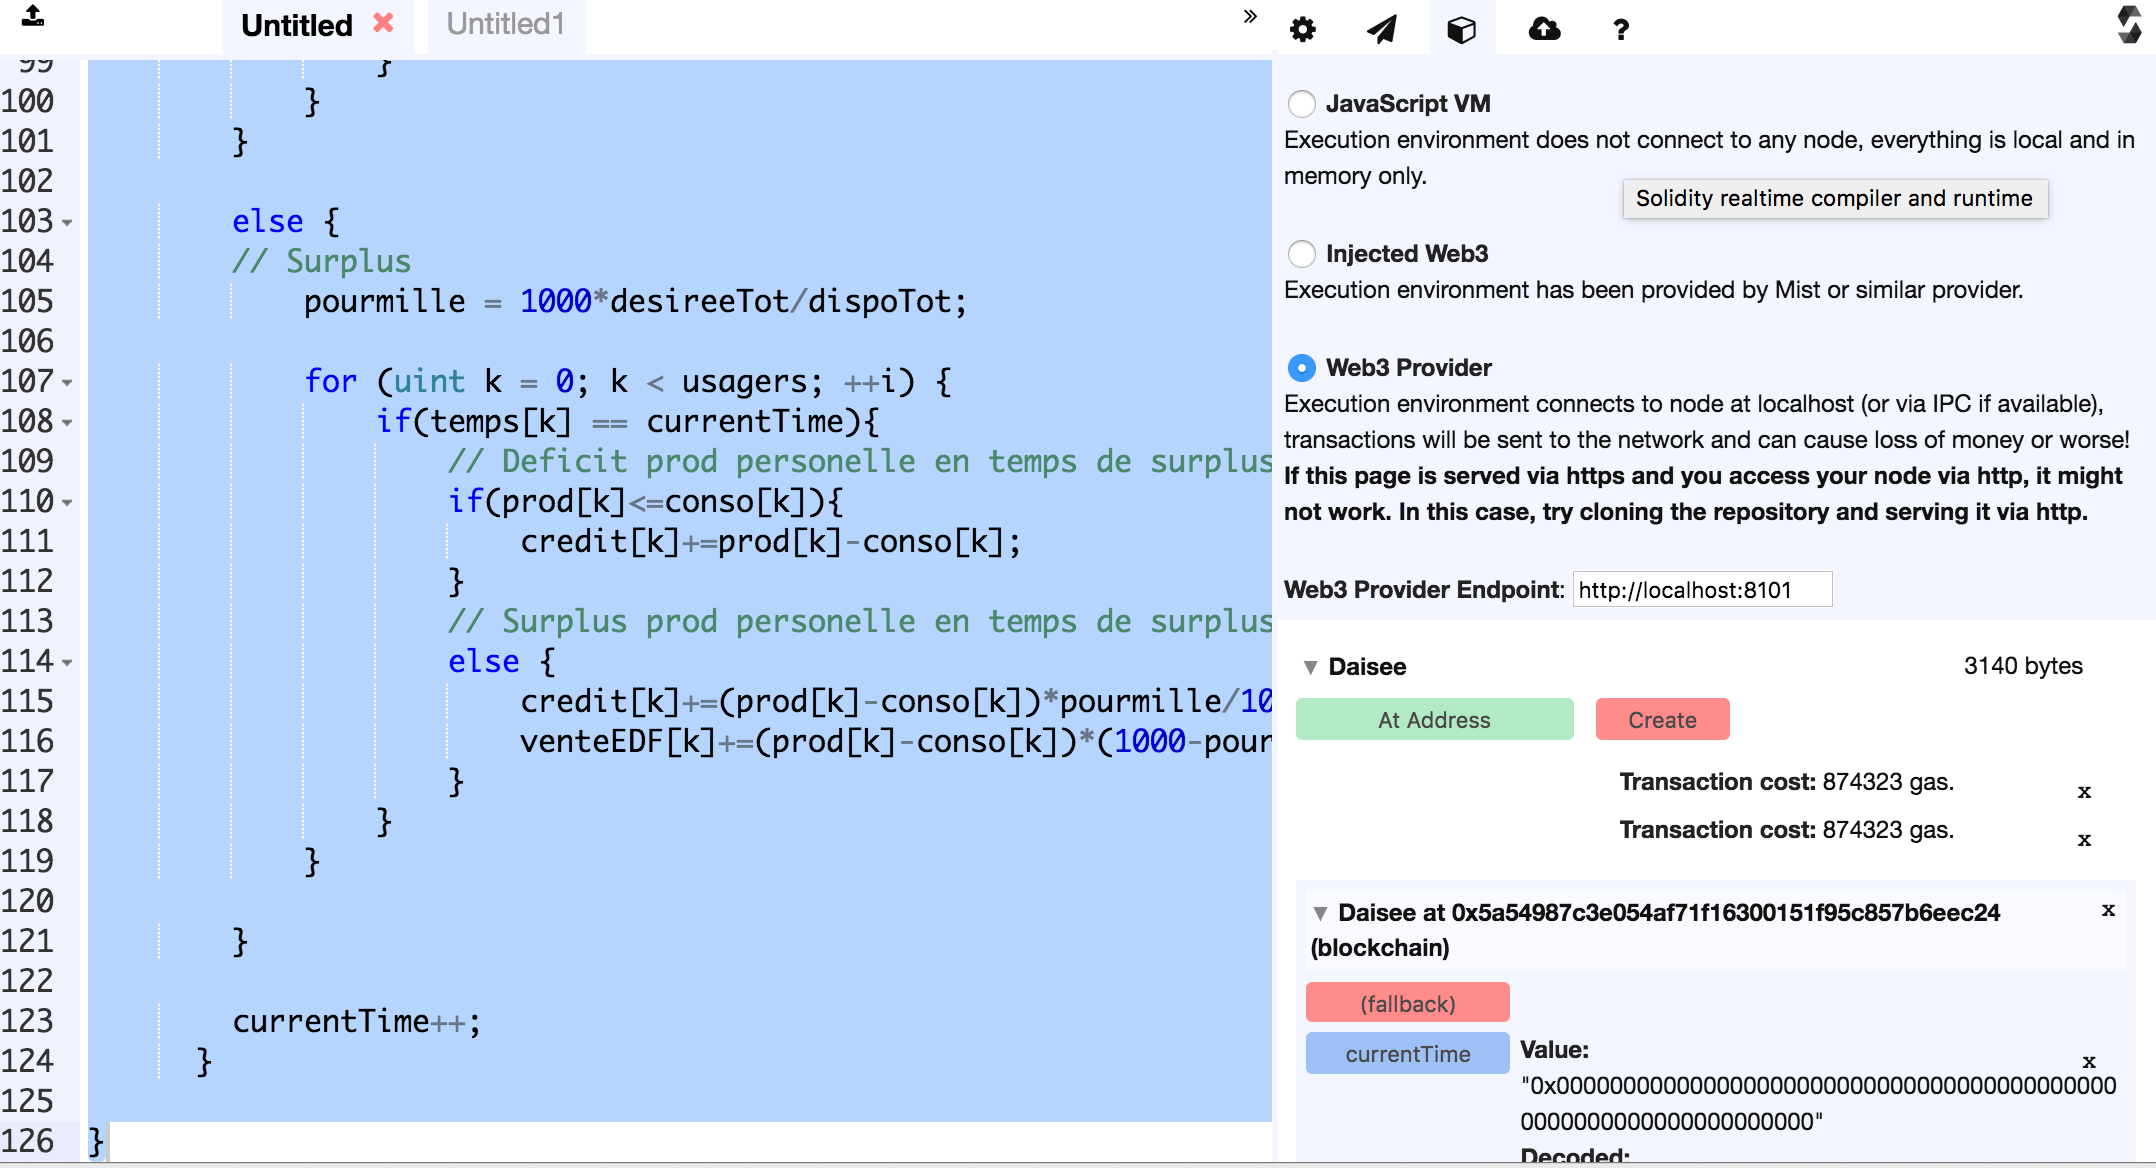 Untitled
Untitled1
99 }
100 }
101 }
102
103 else {
104 // Surplus
105 pourmille = 1000*desireeTot/dispoTot;
106
107 for (uint k = 0; k < usagers; ++i) {
108 if(temps[k] == currentTime){
109 // Deficit prod personelle en temps de surplus
110 if(prod[k]<=conso[k]){
111 credit[k]+=prod[k]-conso[k];
112 }
113 // Surplus prod personelle en temps de surplus
114 else {
115 credit[k]+=(prod[k]-conso[k])*pourmille/10
116 venteEDF[k]+=(prod[k]-conso[k])*(1000-pour
117 }
118 }
119 }
120
121 }
122
123 currentTime++;
124 }
125
126 }
?
JavaScript VM
Execution environment does not connect to any node, everything is local and in
memory only.
Solidity realtime compiler and runtime
Injected Web3
Execution environment has been provided by Mist or similar provider.
Web3 Provider
Execution environment connects to node at localhost (or via IPC if available),
transactions will be sent to the network and can cause loss of money or worse!
If this page is served via https and you access your node via http, it might
not work. In this case, try cloning the repository and serving it via http.
Web3 Provider Endpoint: http://localhost:8101
Daisee 3140 bytes
At Address Create
Transaction cost: 874323 gas. x
Transaction cost: 874323 gas. x
Daisee at 0x5a54987c3e054af71f16300151f95c857b6eec24 x
(blockchain)
(fallback)
currentTime Value: x
"0x0000000000000000000000000000000000000000000
000000000000000000000"
Decoded: